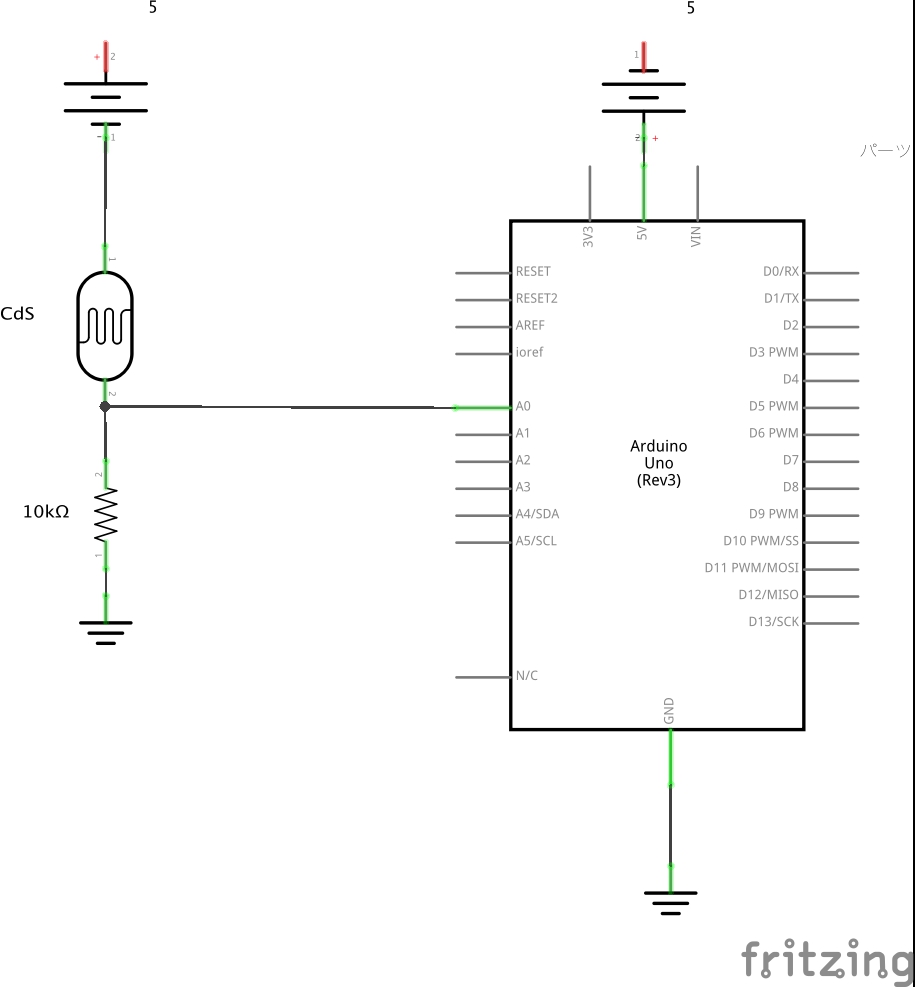 5
5
+ 2
1
- 1
2 +
パーツ
3V3
5V
VIN
1
CdS
2
RESET
RESET2
AREF
ioref
A0
A1
A2
A3
A4/SDA
A5/SCL
N/C
D0/RX
D1/TX
D2
D3 PWM
D4
D5 PWM
D6 PWM
D7
D8
D9 PWM
D10 PWM/SS
D11 PWM/MOSI
D12/MISO
D13/SCK
Arduino
Uno
(Rev3)
2
10kΩ
1
GND
fritzing